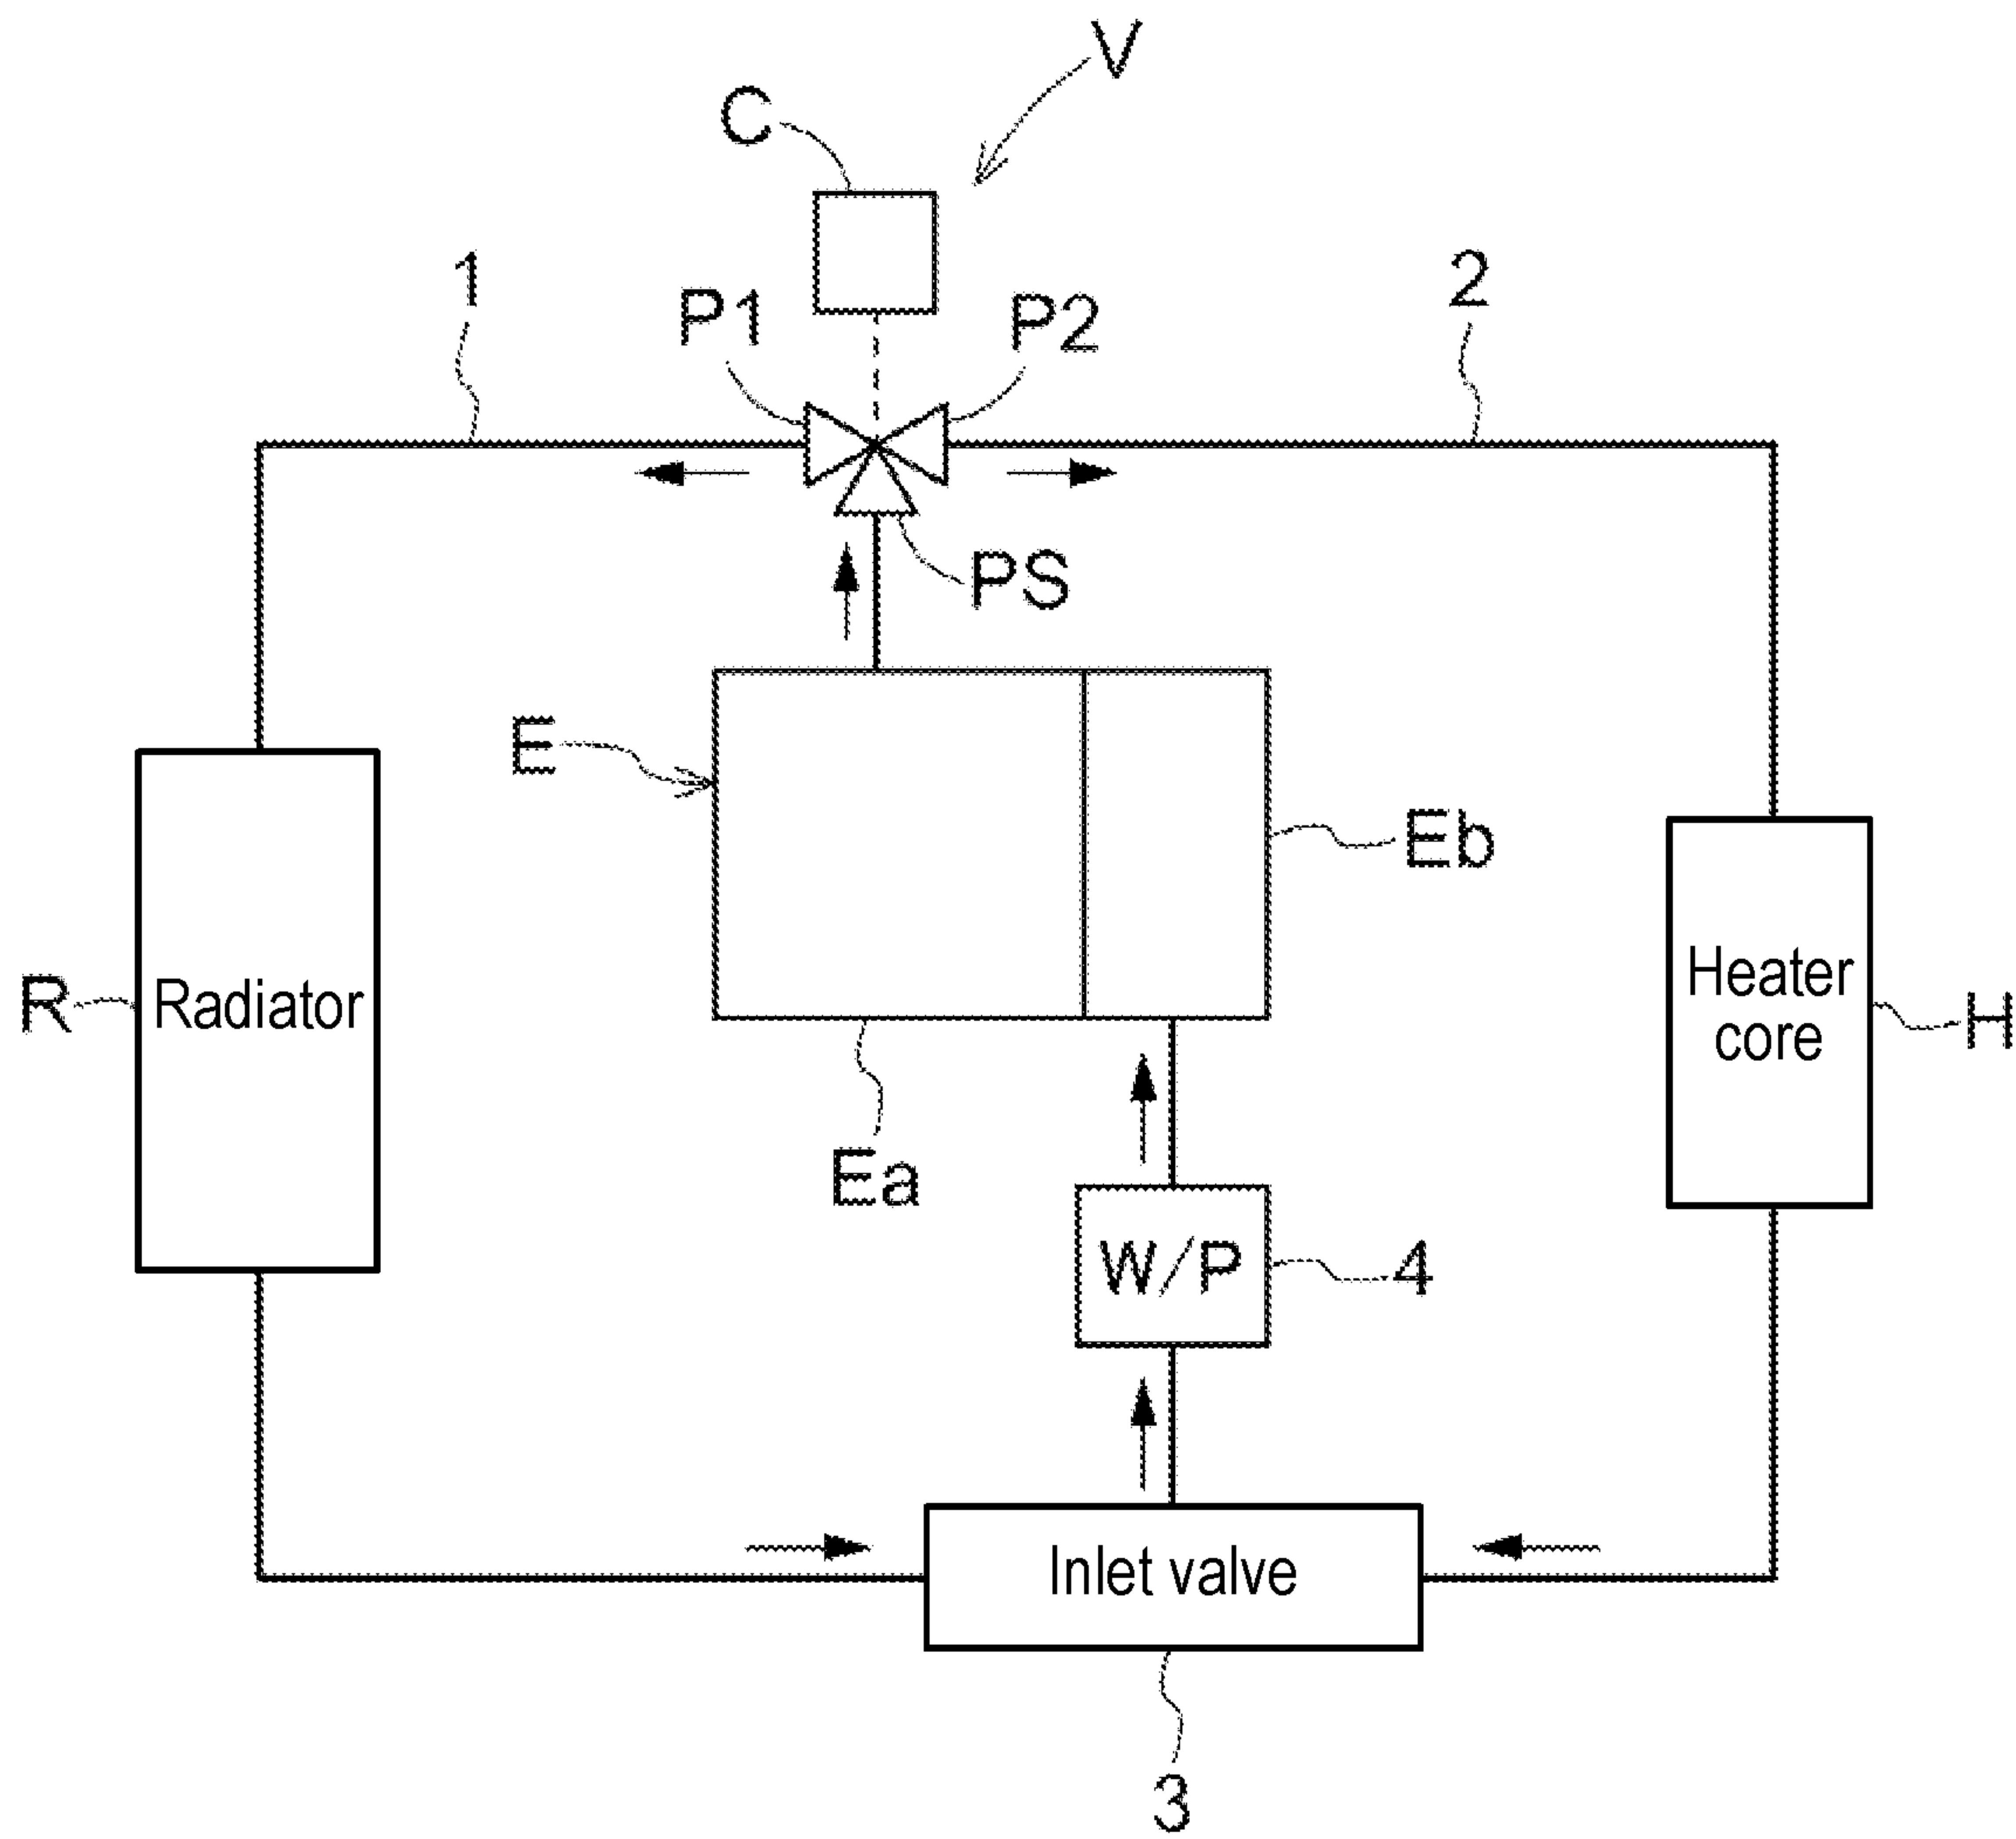 V
C
1
2
P1
P2
PS
E
Eb
R
Radiator
Heater
core
H
Ea
W/P
4
Inlet valve
3